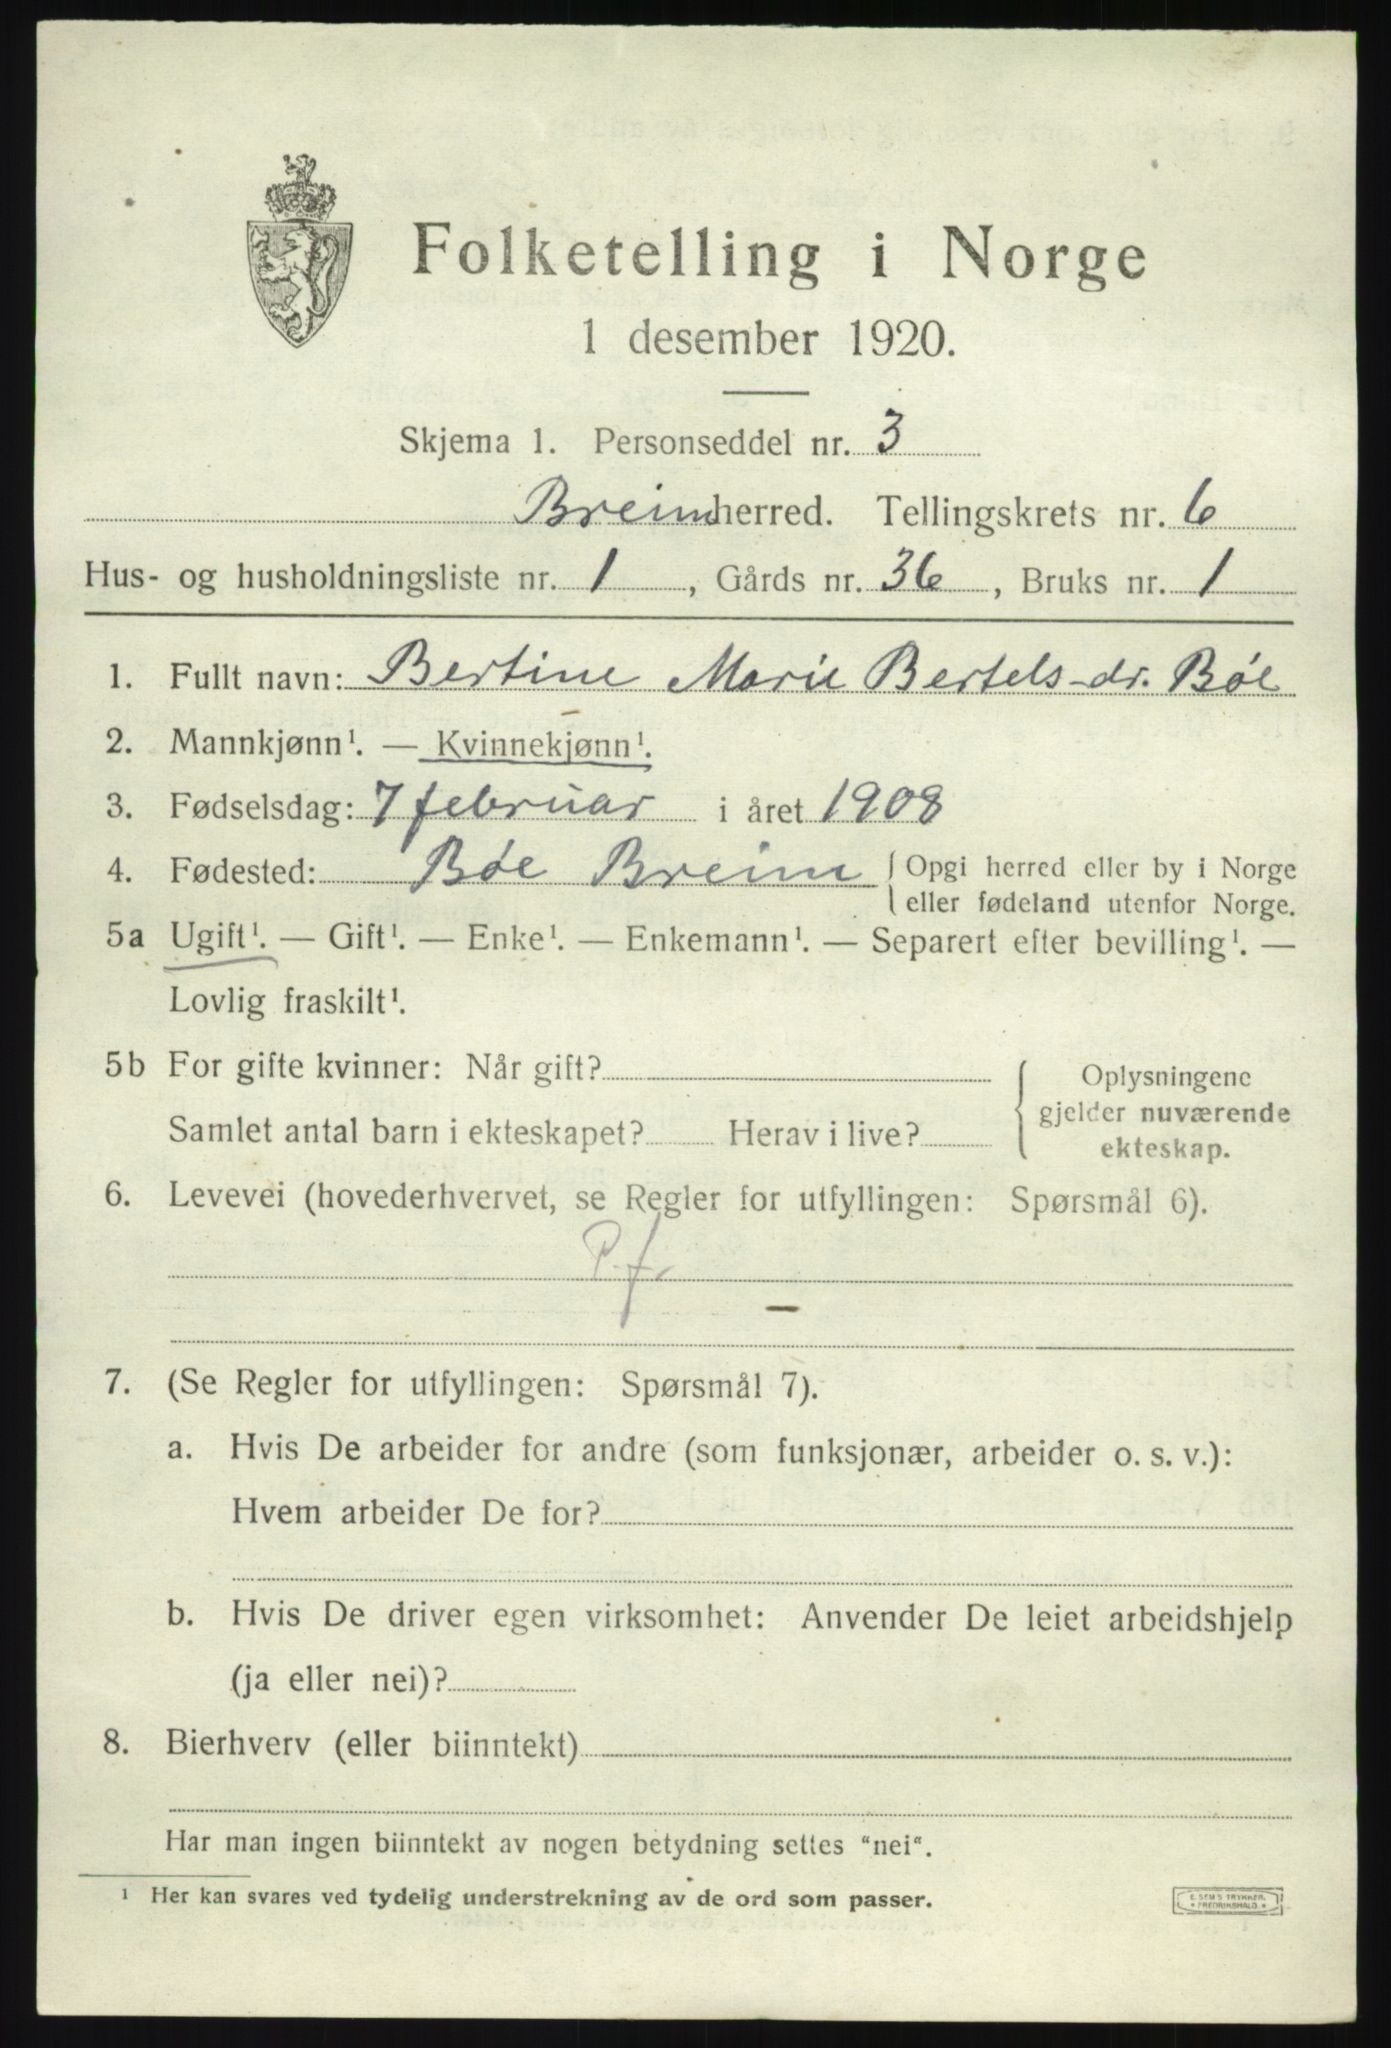 Folketelling i Norge
1 desember 1920.
Skjema 1. Personseddel nr. 3
Breim herred. Tellingskrets nr. 6
Hus- og husholdningsliste nr. 1, Gårds nr. 36, Bruks nr. 1
1. Fullt navn: Bertine Marie Bertels-dr. Bøe
2. Mannkjønn¹. — Kvinnekjønn¹.
3. Fødselsdag: 7 februar i året 1908
4. Fødested: Bøe Breim { Opgi herred eller by i Norge
eller fødeland utenfor Norge.
5a Ugift¹. — Gift¹. — Enke¹. — Enkemann¹. — Separert efter bevilling¹. —
Lovlig fraskilt¹.
5b For gifte kvinner: Når gift?
Samlet antal barn i ekteskapet? Herav i live?
{ Oplysningene
gjelder nuværende
ekteskap.
6. Levevei (hovederhvervet, se Regler for utfyllingen: Spørsmål 6).
P. f.
—
7. (Se Regler for utfyllingen: Spørsmål 7).
a. Hvis De arbeider for andre (som funksjonær, arbeider o. s. v.):
Hvem arbeider De for?
b. Hvis De driver egen virksomhet: Anvender De leiet arbeidshjelp
(ja eller nei)?
8. Bierhverv (eller biinntekt)
Har man ingen biinntekt av nogen betydning settes "nei".
¹ Her kan svares ved tydelig understrekning av de ord som passer.
E. SEM'S TRYKKERI,
* FREDRIKSHALD. *